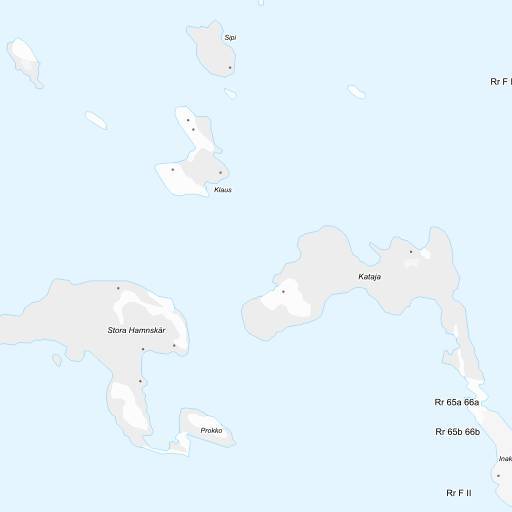 Sipi
Rr F I
Klaus
Kataja
Stora Hamnskär
Rr 65a 66a
Prokko
Rr 65b 66b
Inak
Rr F II